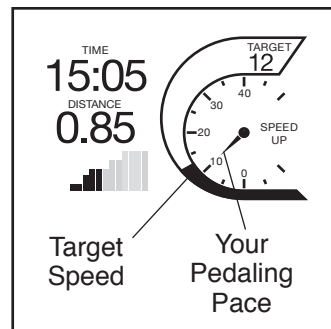 TIME
15:05
DISTANCE
0.85
TARGET
12
40
30
20
10
0
SPEED
UP
Target
Speed
Your
Pedaling
Pace